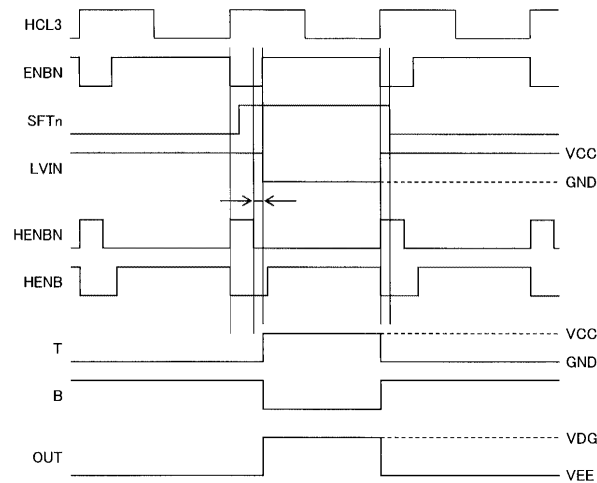 HCL3
ENBN
SFTn
LVIN
VCC
GND
HENBN
HENB
T
VCC
GND
B
OUT
VDG
VEE